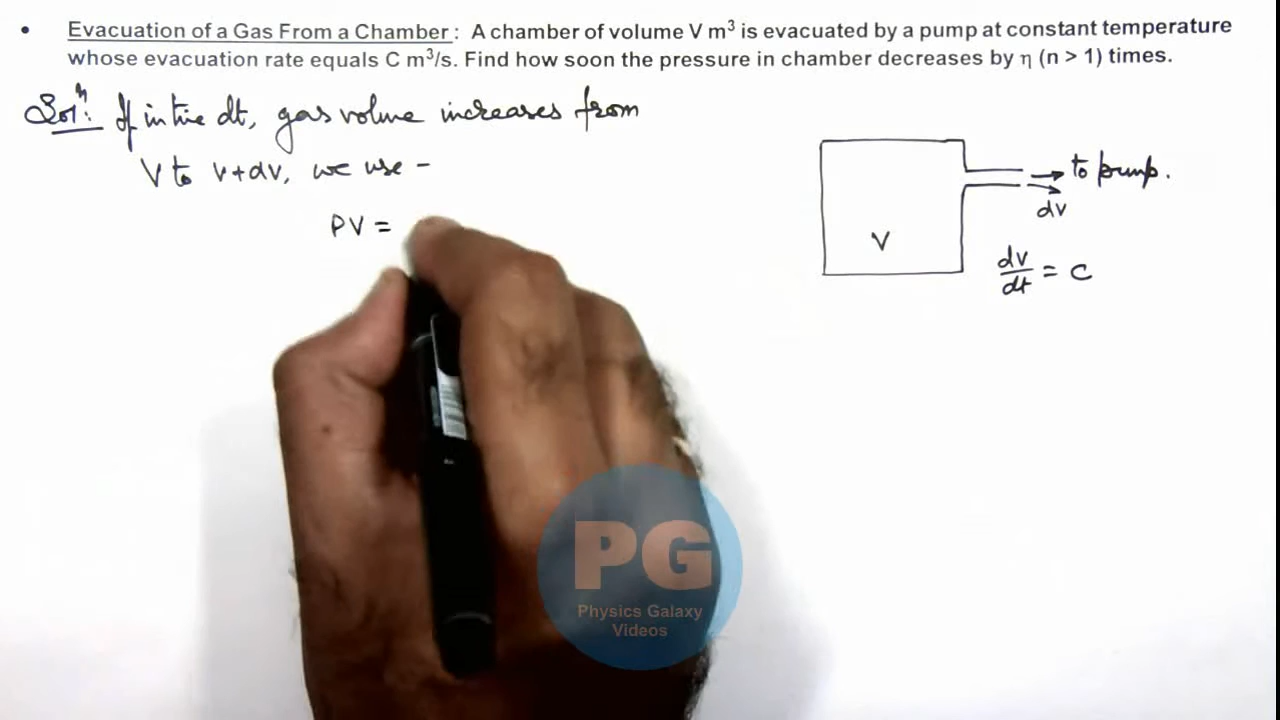 • Evacuation of a Gas From a Chamber : A chamber of volume V m³ is evacuated by a pump at constant temperature
whose evacuation rate equals C m³/s. Find how soon the pressure in chamber decreases by η (n > 1) times.
Solⁿ: If in time dt, gas volume increases from
V to V+dV, we use –
PV =
→ to pump.
dV
V
dV/dt = C
PG
Physics Galaxy
Videos